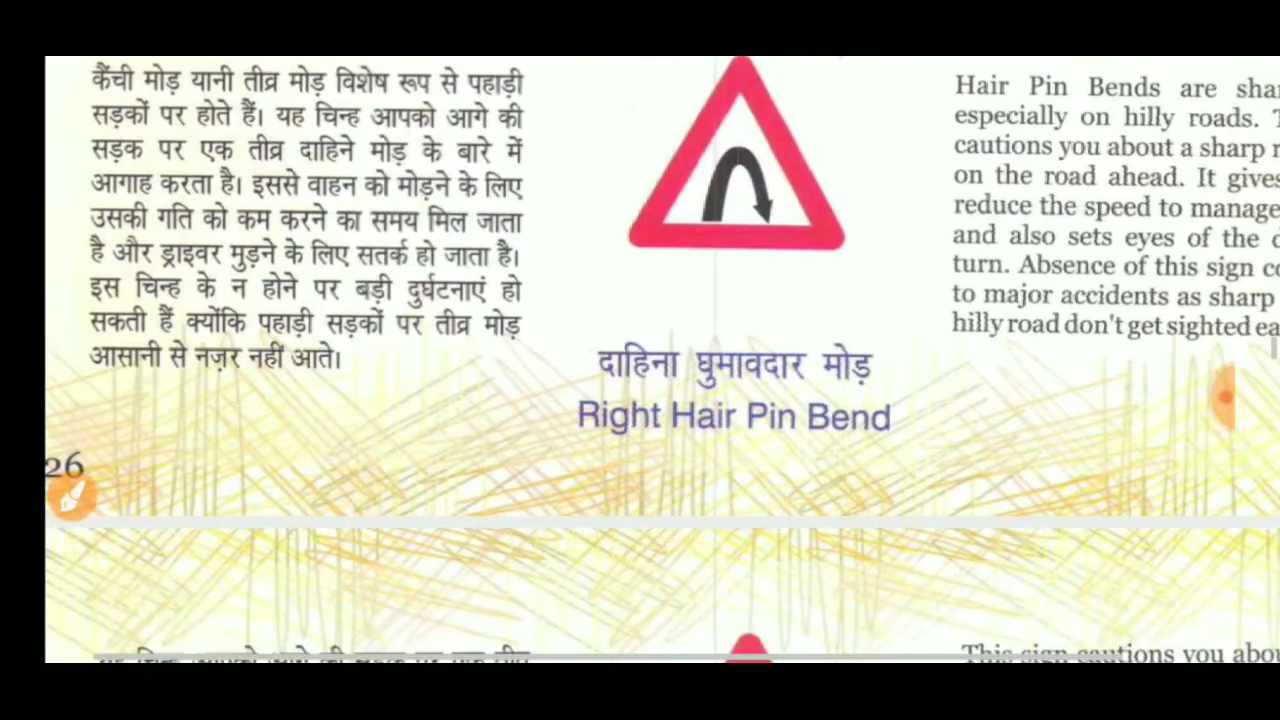 कैंची मोड़ यानी तीव्र मोड़ विशेष रूप से पहाड़ी
सड़कों पर होते हैं। यह चिन्ह आपको आगे की
सड़क पर एक तीव्र दाहिने मोड़ के बारे में
आगाह करता है। इससे वाहन को मोड़ने के लिए
उसकी गति को कम करने का समय मिल जाता
है और ड्राइवर मुड़ने के लिए सतर्क हो जाता है।
इस चिन्ह के न होने पर बड़ी दुर्घटनाएं हो
सकती हैं क्योंकि पहाड़ी सड़कों पर तीव्र मोड़
आसानी से नज़र नहीं आते।
26
दाहिना घुमावदार मोड़
Right Hair Pin Bend
Hair Pin Bends are
especially on hilly roads.
cautions you about a sharp
on the road ahead. It gives
reduce the speed to manage
and also sets eyes of the
turn. Absence of this sign
to major accidents as sharp
hilly road don't get sighted
This sign cautions you